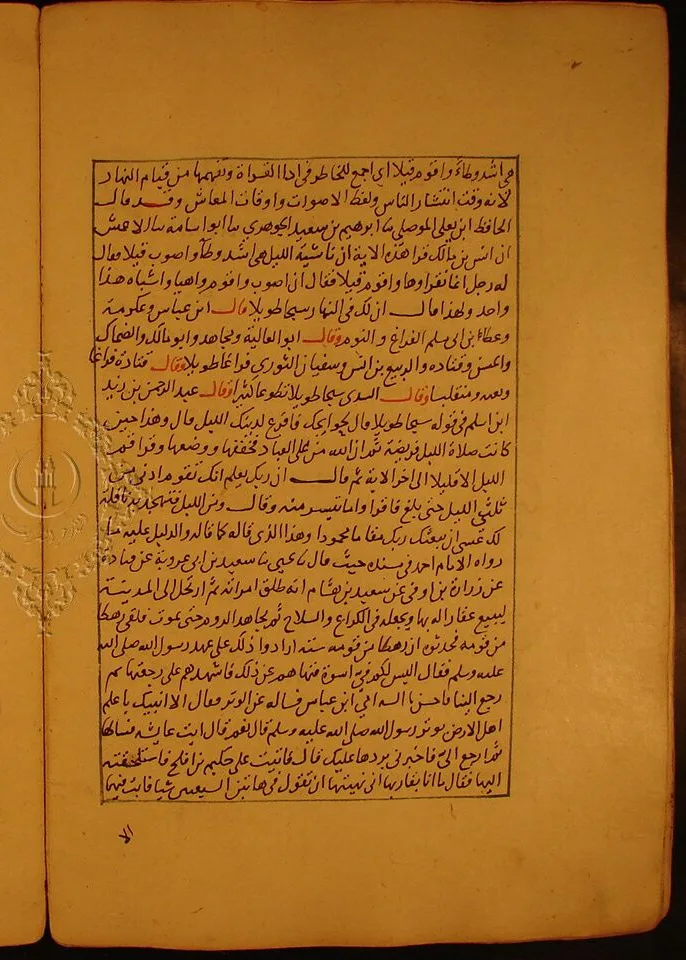 هي اشد وطاء واقوم قيلا اي اجمع للخاطر في ادا القراة وتفهمها من قيام النهار
لانه وقت انتشار الناس ولغط الاصوات واوقات المعاش وقد قال
الحافظ ابو يعلى الموصلي ثنا ابرهيم بن سعيد الجوهري ثنا ابو اسامة ثنا الاعمش
ان انس بن مالك قرا هذه الاية ان ناشئة الليل هي اشد وطأ واصوب قيلا فقال
له رجل انما نقراوها واقوم قيلا فقال ان اصوب واقوم واهيا واشباه هذا
واحد ولهذا قال ان لك في النهار سبحا طويلا قال ابن عباس وعكرمة
وعطاء بن ابي مسلم الفراغ والنوم وقال ابو العالية ومجاهد وابو مالك والضحاك
والحسن وقتاده والربيع بن انس وسفيان الثوري فراغا طويلا وقال قتادة فراغا
وبغية ومتقلبا وقال السدي سبحا طويلا تطوعا كثيرا وقال عبد الرحمن بن زيد
ابن اسلم في قوله سبحا طويلا قال لحوايجك فافرغ لدينك الليل قال وهذا حين
كانت صلاة الليل فريضة ثم ان الله من على العباد فخففها ووضعها وقرا قم
الليل الا قليلا الى اخر الاية ثم قال ان ربك يعلم انك تقوم ادنى من
ثلثي الليل حتى بلغ فاقروا ما تيسر منه وقال ومن الليل فتهجد به نافلة
لك عسى ان يبعثك ربك مقاما محمودا وهذا الذي قاله كما قاله والدليل عليه ما
رواه الامام احمد في مسنده حيث قال ثنا يحيى ثنا سعيد بن ابي عروبة عن قتادة
عن زرارة بن اوفى عن سعيد بن هشام انه طلق امراته ثم ارتحل الى المدينة
ليبيع عقارا له بها ويجعله في الكراع والسلاح ثم يجاهد الروم حتى يموت فلقي رهطا
من قومه فحدثوه ان رهطا من قومه ستة ارادوا ذلك على عهد رسول الله صلى الله
عليه وسلم فقال اليس لكم في اسوة فنهاهم عن ذلك فاشهدهم على رجعتها ثم
رجع الينا فاخبرنا انه اتى ابن عباس فساله عن الوتر فقال الا انبيك باعلم
اهل الارض بوتر رسول الله صلى الله عليه وسلم قال نعم قال ايت عايشه فسالها
ثم ارجع الي فاخبرني بردها عليك قال فاتيت على حكيم بن افلح فاستلحقته
اليها فقال ما انا بقاربها اني نهيتها ان تقول في هاتين الشيعتين شيا فابت فيهما
الا